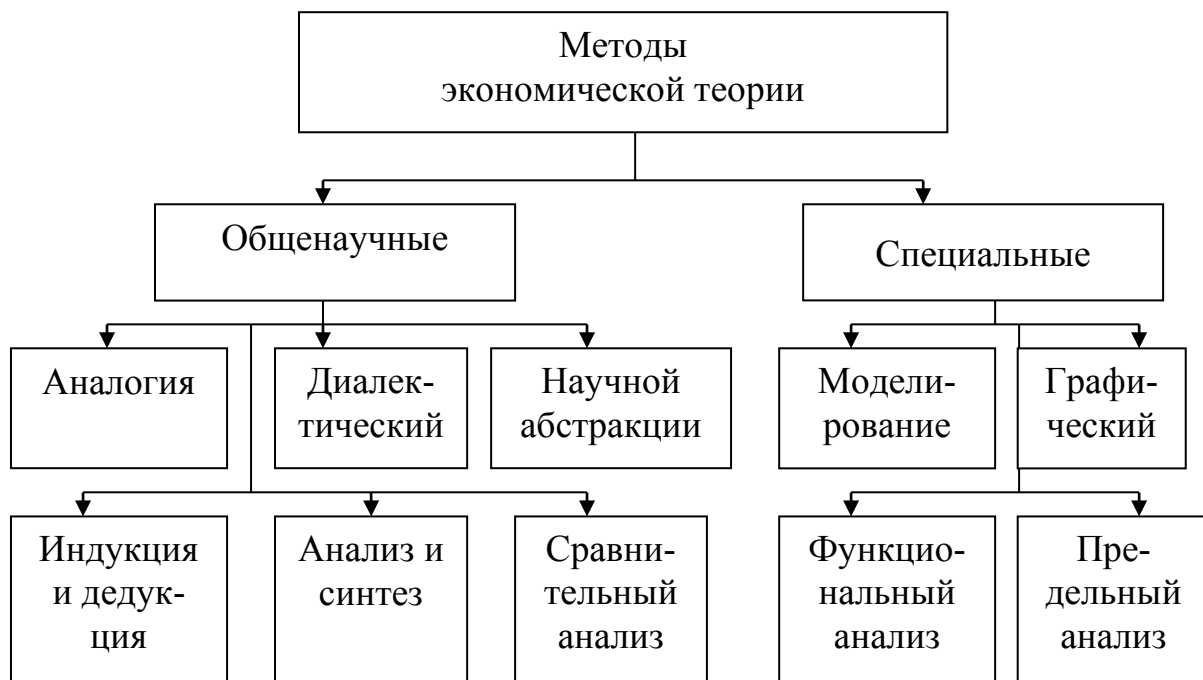 Методы
экономической теории
Общенаучные
Специальные
Аналогия
Диалек-
тический
Научной
абстракции
Модели-
рование
Графи-
ческий
Индукция
и дедук-
ция
Анализ и
синтез
Сравни-
тельный
анализ
Функцио-
нальный
анализ
Пре-
дельный
анализ